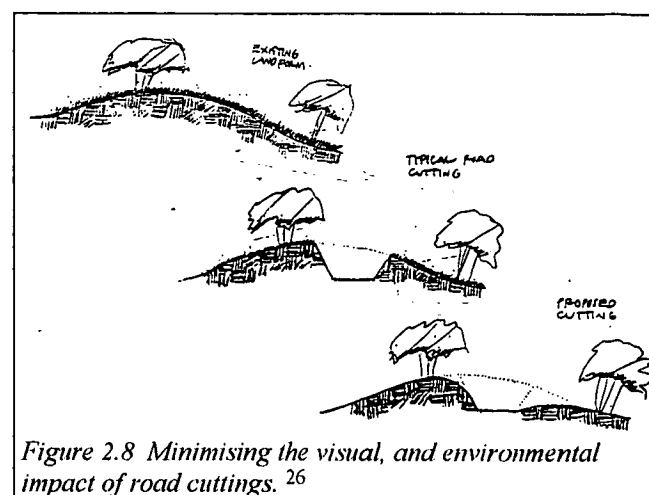 EXISTING
LANDFORM.
TYPICAL ROAD
CUTTING
PROPOSED
CUTTING
Figure 2.8 Minimising the visual, and environmental
impact of road cuttings. 26